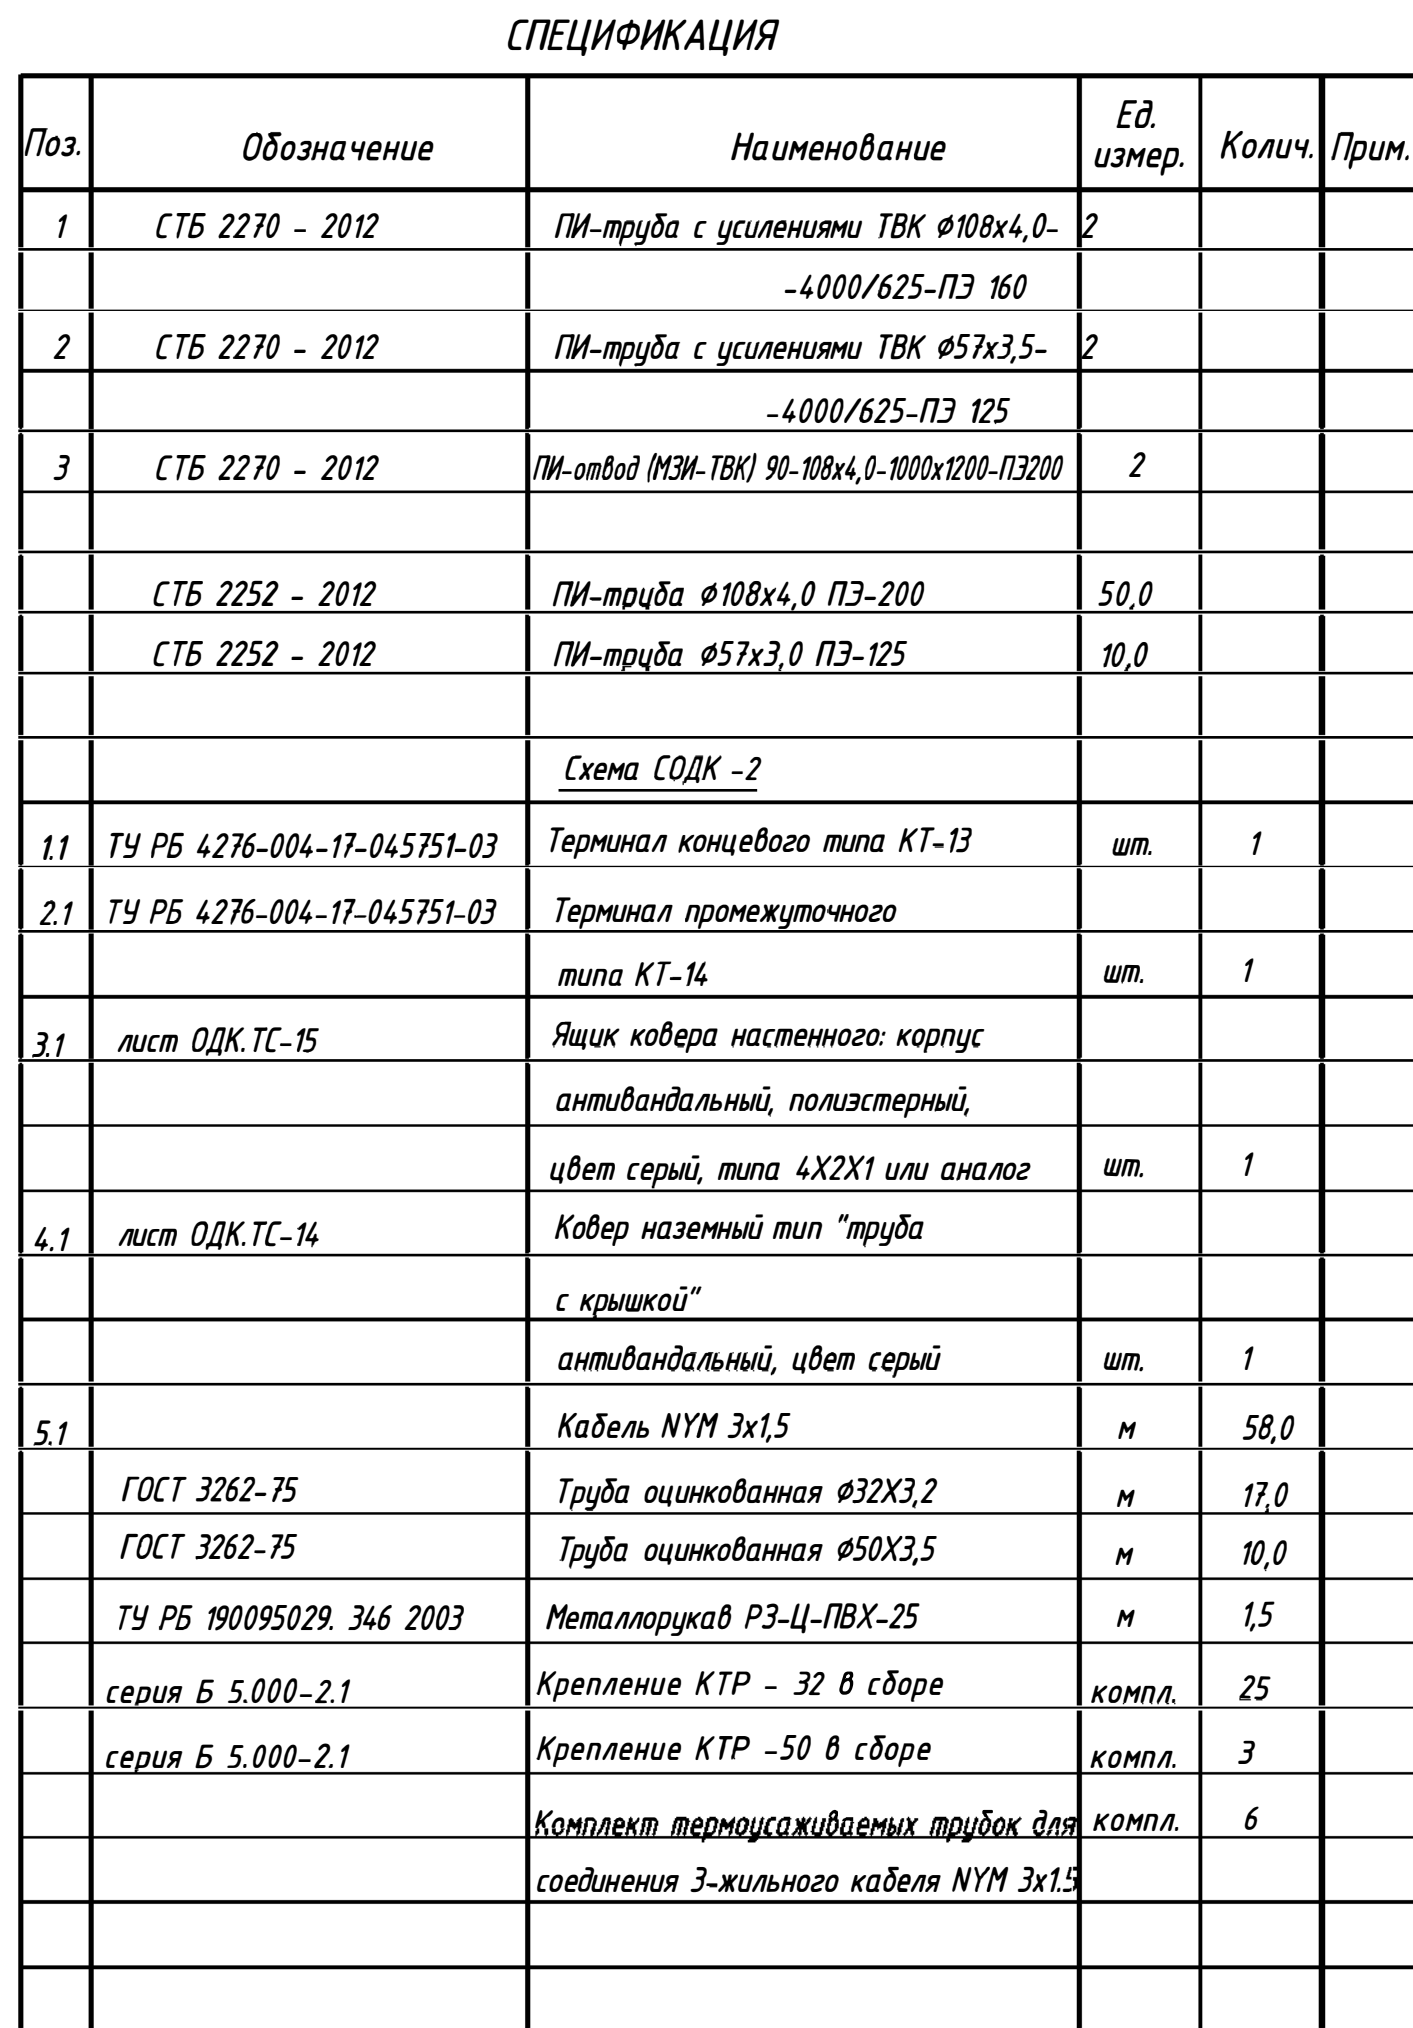 СПЕЦИФИКАЦИЯ
Поз. Обозначение Наименование Ед. измер. Колич. Прим.
1 СТБ 2270 - 2012 ПИ-труба с усилениями ТВК ф108х4,0- 2
-4000/625-ПЭ 160
2 СТБ 2270 - 2012 ПИ-труба с усилениями ТВК ф57х3,5- 2
-4000/625-ПЭ 125
3 СТБ 2270 - 2012 ПИ-отвод (МЗИ-ТВК) 90-108х4,0-1000х1200-ПЭ200 2
СТБ 2252 - 2012 ПИ-труба ф108х4,0 ПЭ-200 50,0
СТБ 2252 - 2012 ПИ-труба ф57х3,0 ПЭ-125 10,0
Схема СОДК -2
1.1 ТУ РБ 4276-004-17-045751-03 Терминал концевого типа КТ-13 шт. 1
2.1 ТУ РБ 4276-004-17-045751-03 Терминал промежуточного
типа КТ-14 шт. 1
3.1 лист ОДК.ТС-15 Ящик ковера настенного: корпус
антивандальный, полиэстерный,
цвет серый, типа 4Х2Х1 или аналог шт. 1
4.1 лист ОДК.ТС-14 Ковер наземный тип "труба
с крышкой"
антивандальный, цвет серый шт. 1
5.1 Кабель NYM 3х1,5 м 58,0
ГОСТ 3262-75 Труба оцинкованная ф32Х3,2 м 17,0
ГОСТ 3262-75 Труба оцинкованная ф50Х3,5 м 10,0
ТУ РБ 190095029. 346 2003 Металлорукав РЗ-Ц-ПВХ-25 м 1,5
серия Б 5.000-2.1 Крепление КТР - 32 в сборе компл. 25
серия Б 5.000-2.1 Крепление КТР -50 в сборе компл. 3
Комплект термоусаживаемых трубок для компл. 6
соединения 3-жильного кабеля NYM 3х1.5